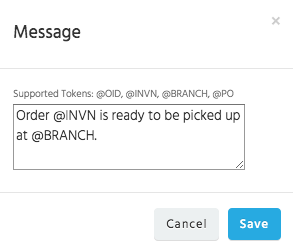 Message
×
Supported Tokens: @OID, @INVN, @BRANCH, @PO
Order @INVN is ready to be picked up
at @BRANCH.
Cancel Save